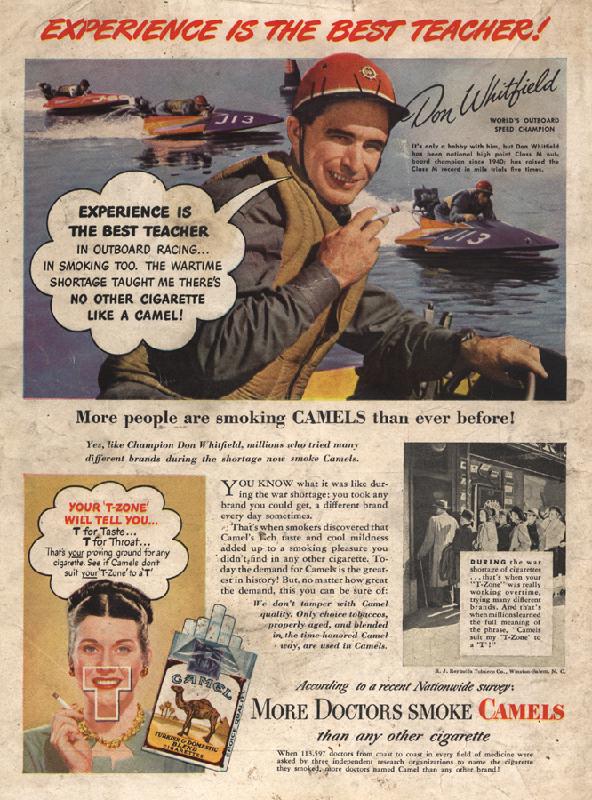 EXPERIENCE IS THE BEST TEACHER!
Don Whitfield
WORLD'S OUTBOARD
SPEED CHAMPION
It's only a hobby with him, but Don Whitfield
has been national high point Class M out-
board champion since 1940; has raised the
Class M record in mile trials five times.
J13
J13
EXPERIENCE IS
THE BEST TEACHER
IN OUTBOARD RACING...
IN SMOKING TOO. THE WARTIME
SHORTAGE TAUGHT ME THERE'S
NO OTHER CIGARETTE
LIKE A CAMEL!
More people are smoking CAMELS than ever before!
Yes, like Champion Don Whitfield, millions who tried many
different brands during the shortage now smoke Camels.
YOUR 'T-ZONE'
WILL TELL YOU...
T for Taste...
T for Throat...
That's your proving ground for any
cigarette. See if Camels don't
suit your 'T-Zone' to a 'T'
T
CAMEL
TURKISH & DOMESTIC
BLEND
CIGARETTES
CHOICE QUALITY
YOU KNOW what it was like dur-
ing the war shortage: you took any
brand you could get, a different brand
every day sometimes.
That's when smokers discovered that
Camel's rich taste and cool mildness
added up to a smoking pleasure you
didn't find in any other cigarette. To-
day the demand for Camels is the great-
est in history! But, no matter how great
the demand, this you can be sure of:
We don't tamper with Camel
quality. Only choice tobaccos,
properly aged, and blended
in the time-honored Camel
way, are used in Camels.
DURING the war
shortage of cigarettes
...that's when your
"T-Zone" was really
working overtime,
trying many different
brands. And that's
when millions learned
the full meaning of
the phrase, "Camels
suit my 'T-Zone' to
a 'T'!"
R. J. Reynolds Tobacco Co., Winston-Salem, N. C.
According to a recent Nationwide survey:
MORE DOCTORS SMOKE CAMELS
than any other cigarette
When 113,597 doctors from coast to coast in every field of medicine were
asked by three independent research organizations to name the cigarette
they smoked, more doctors named Camel than any other brand!